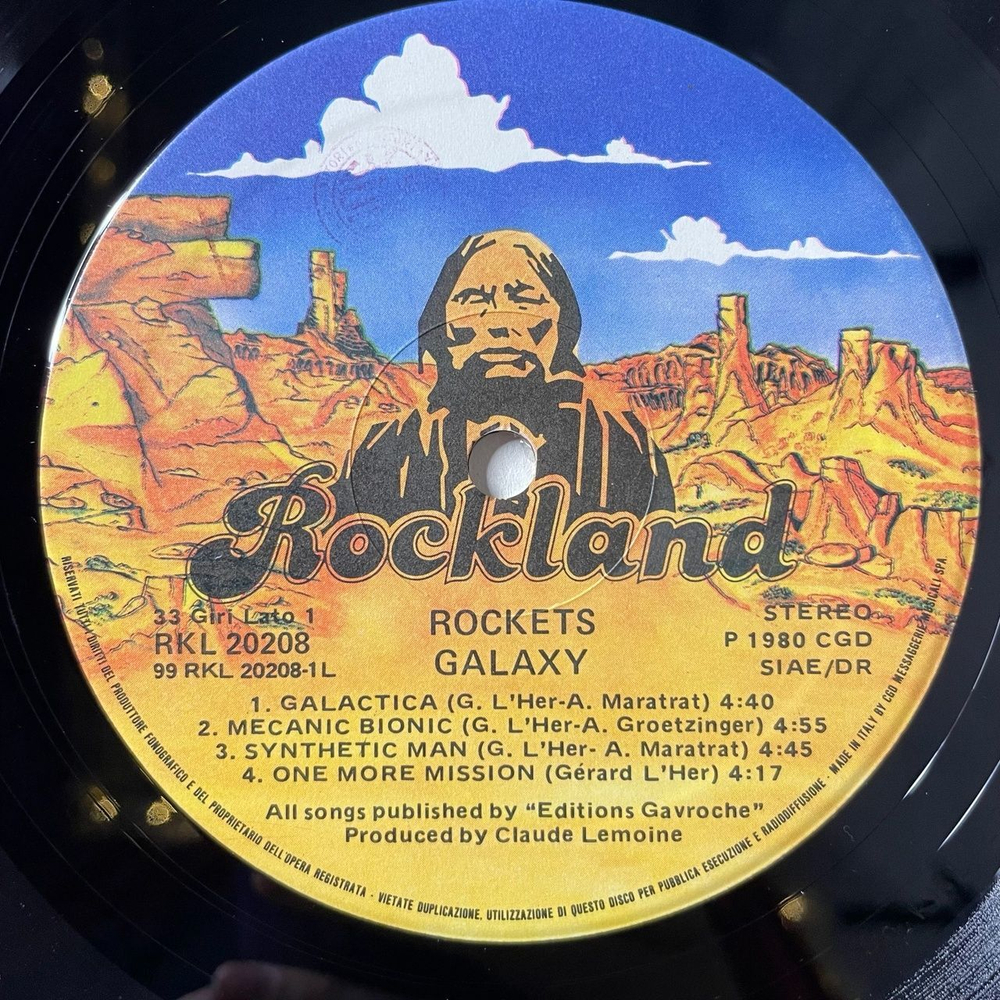 Rockland
33 Giri Lato 1
RKL 20208
99 RKL 20208-1L
ROCKETS
GALAXY
STEREO
P 1980 CGD
SIAE/DR
1. GALACTICA (G. L'Her-A. Maratrat) 4:40
2. MECANIC BIONIC (G. L'Her-A. Groetzinger) 4:55
3. SYNTHETIC MAN (G. L'Her- A. Maratrat) 4:45
4. ONE MORE MISSION (Gérard L'Her) 4:17
All songs published by “Editions Gavroche”
Produced by Claude Lemoine
RISERVATI TUTTI I DIRITTI DEL PRODUTTORE FONOGRAFICO E DEL PROPRIETARIO DELL'OPERA REGISTRATA - VIETATE DUPLICAZIONE, UTILIZZAZIONE DI QUESTO DISCO PER PUBBLICA ESECUZIONE E RADIODIFFUSIONE - MADE IN ITALY BY CGD MESSAGGERIE MUSICALI SPA